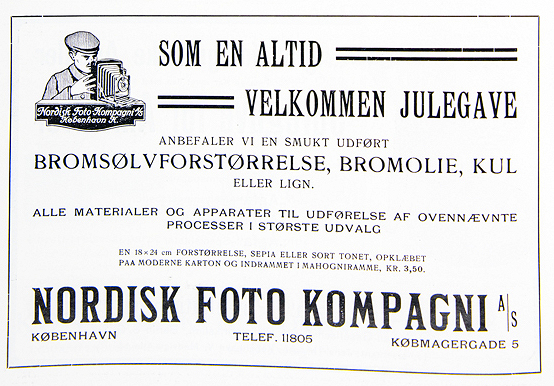 SOM EN ALTID
VELKOMMEN JULEGAVE
Nordisk Foto Kompagni A/s
København K.
ANBEFALER VI EN SMUKT UDFØRT
BROMSØLVFORSTØRRELSE, BROMOLIE, KUL
ELLER LIGN.
ALLE MATERIALER OG APPARATER TIL UDFØRELSE AF OVENNÆVNTE
PROCESSER I STØRSTE UDVALG
EN 18×24 cm FORSTØRRELSE, SEPIA ELLER SORT TONET, OPKLÆBET
PAA MODERNE KARTON OG INDRAMMET I MAHOGNIRAMME, KR. 3,50.
NORDISK FOTO KOMPAGNI A/S
KØBENHAVN TELEF. 11805 KØBMAGERGADE 5